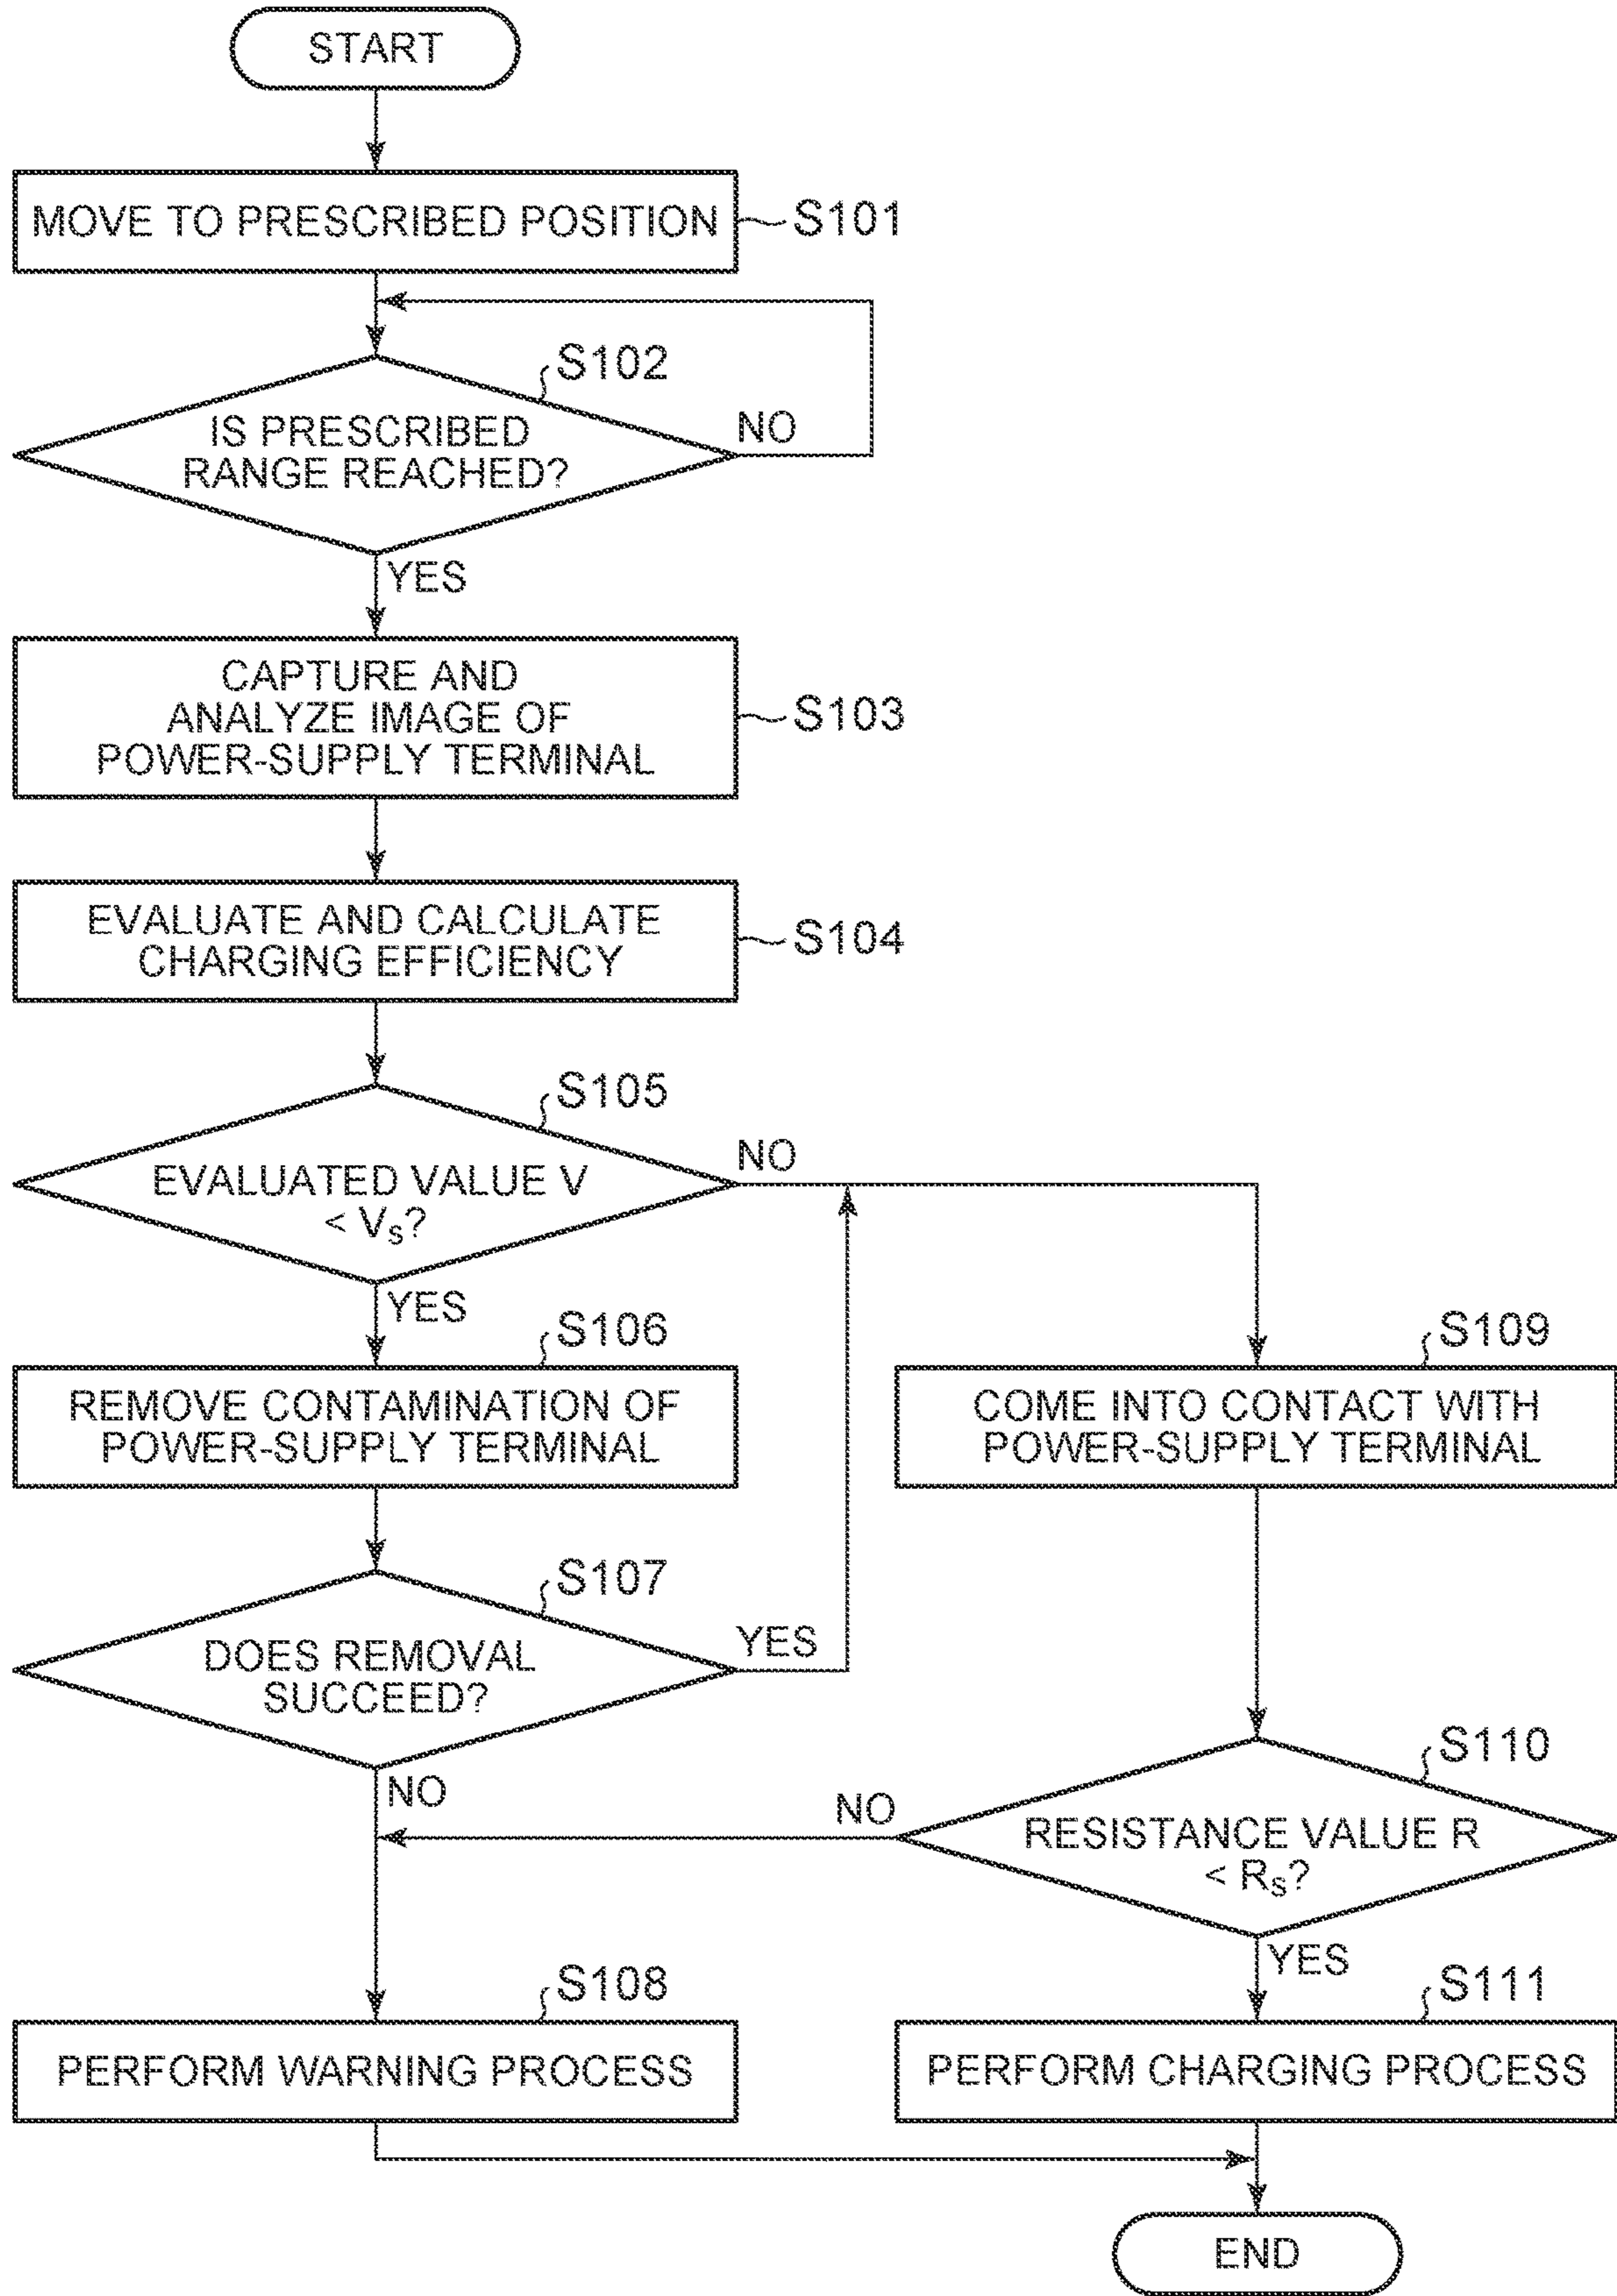 START
MOVE TO PRESCRIBED POSITION
S101
S102
IS PRESCRIBED
RANGE REACHED?
NO
YES
CAPTURE AND
ANALYZE IMAGE OF
POWER-SUPPLY TERMINAL
S103
EVALUATE AND CALCULATE
CHARGING EFFICIENCY
S104
S105
EVALUATED VALUE V
< Vs?
NO
YES
S106
REMOVE CONTAMINATION OF
POWER-SUPPLY TERMINAL
S107
DOES REMOVAL
SUCCEED?
YES
NO
S108
PERFORM WARNING PROCESS
S109
COME INTO CONTACT WITH
POWER-SUPPLY TERMINAL
S110
RESISTANCE VALUE R
< Rs?
NO
YES
S111
PERFORM CHARGING PROCESS
END